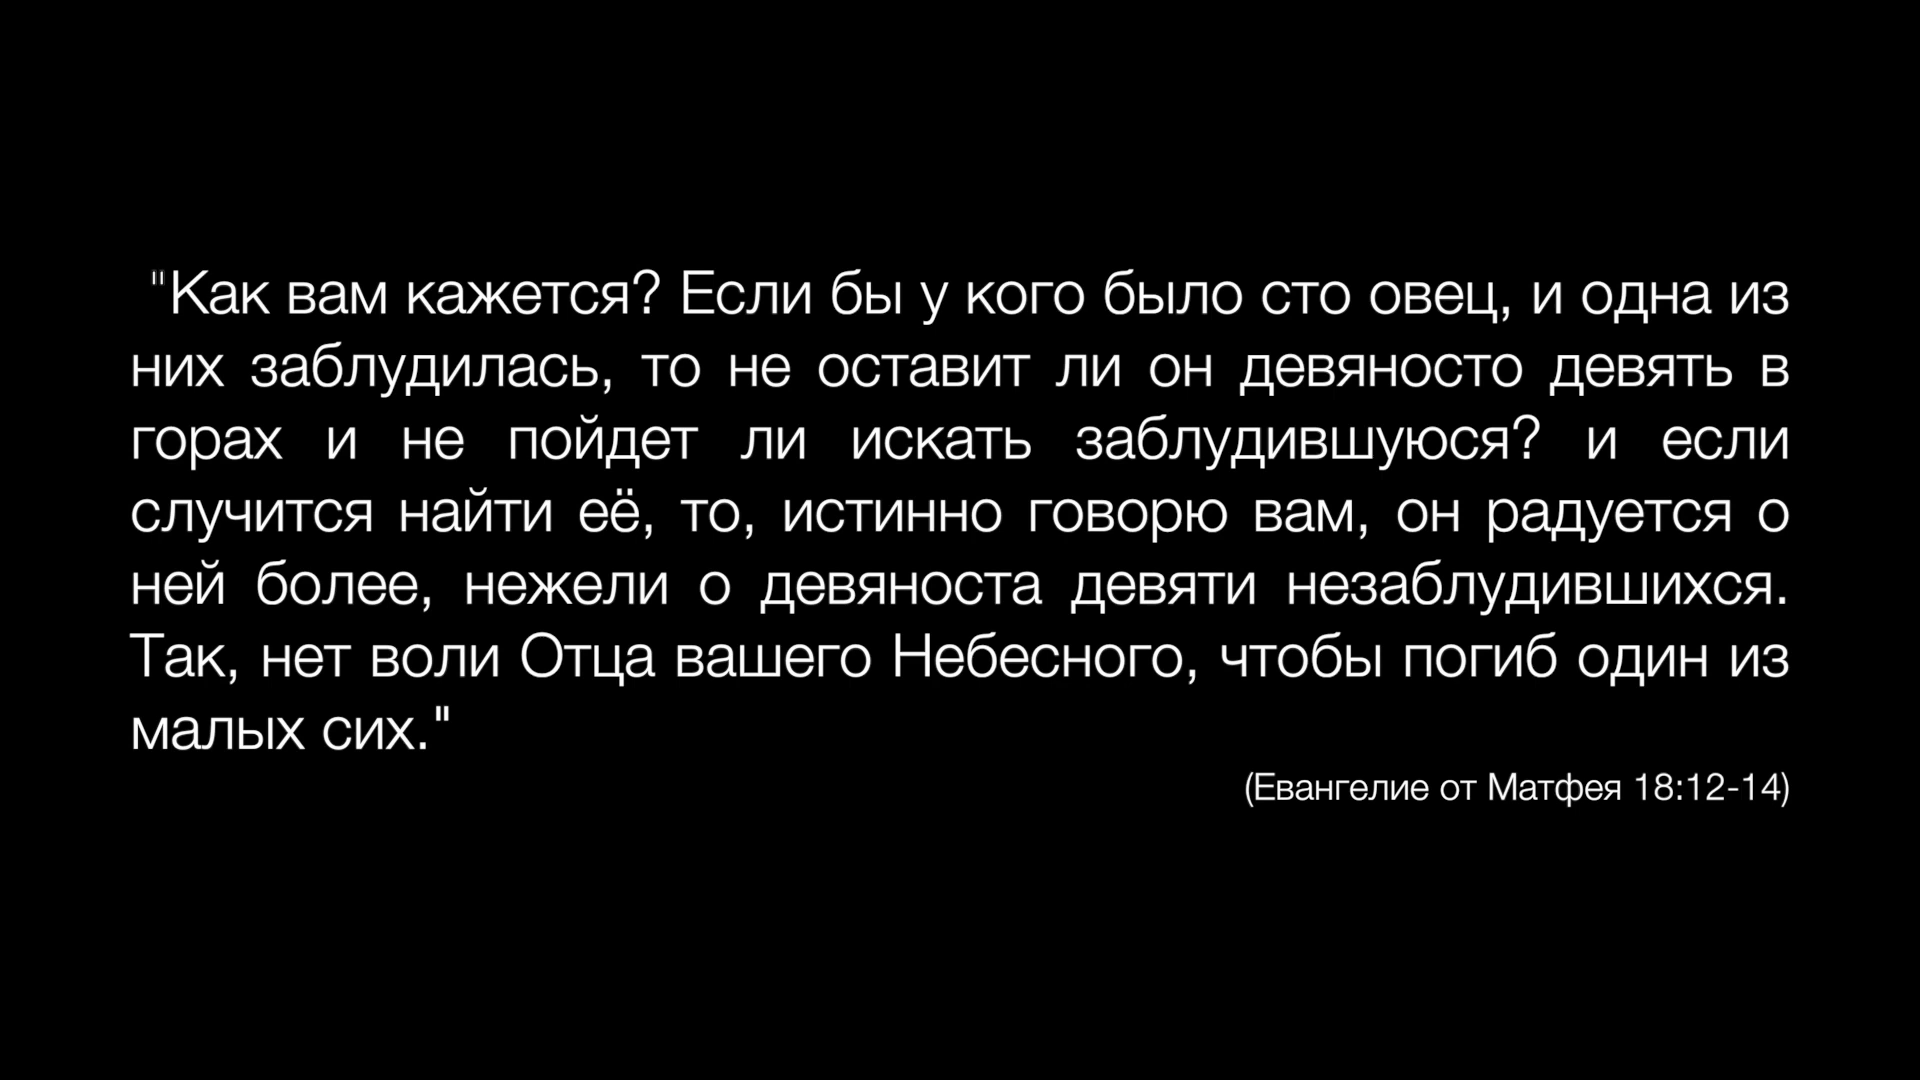 "Как вам кажется? Если бы у кого было сто овец, и одна из
них заблудилась, то не оставит ли он девяносто девять в
горах и не пойдет ли искать заблудившуюся? и если
случится найти её, то, истинно говорю вам, он радуется о
ней более, нежели о девяноста девяти незаблудившихся.
Так, нет воли Отца вашего Небесного, чтобы погиб один из
малых сих."
(Евангелие от Матфея 18:12-14)